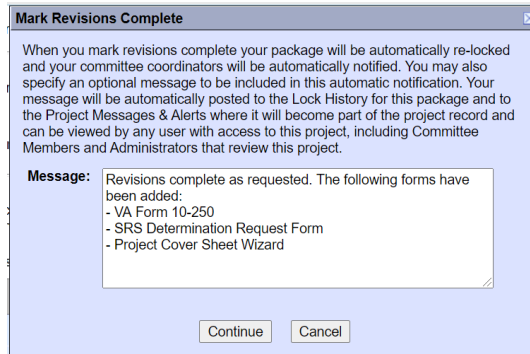 Mark Revisions Complete
When you mark revisions complete your package will be automatically re-locked
and your committee coordinators will be automatically notified. You may also
specify an optional message to be included in this automatic notification. Your
message will be automatically posted to the Lock History for this package and to
the Project Messages & Alerts where it will become part of the project record and
can be viewed by any user with access to this project, including Committee
Members and Administrators that review this project.
Message: Revisions complete as requested. The following forms have
been added:
- VA Form 10-250
- SRS Determination Request Form
- Project Cover Sheet Wizard
Continue Cancel